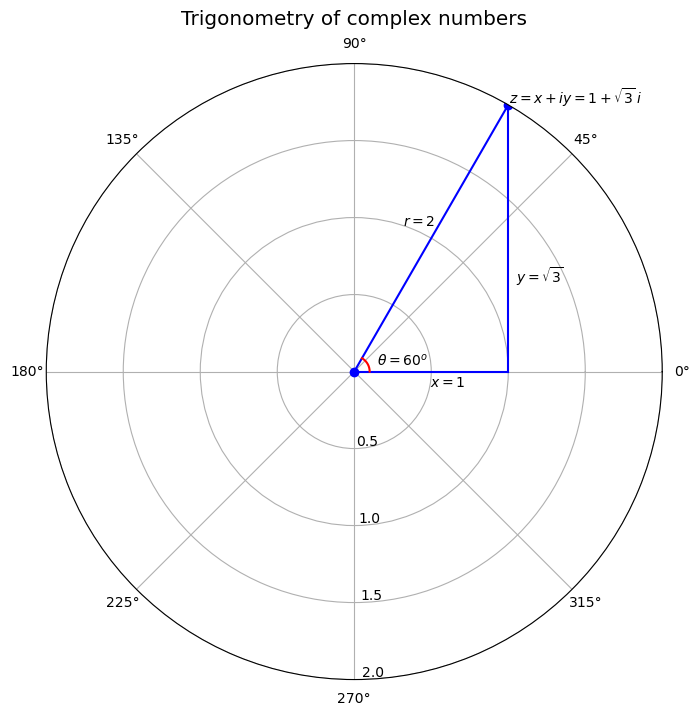 Trigonometry of complex numbers
90°
z = x + iy = 1 + √3 i
135°
45°
r = 2
y = √3
θ = 60°
180°
0°
x = 1
0.5
1.0
1.5
225°
315°
2.0
270°